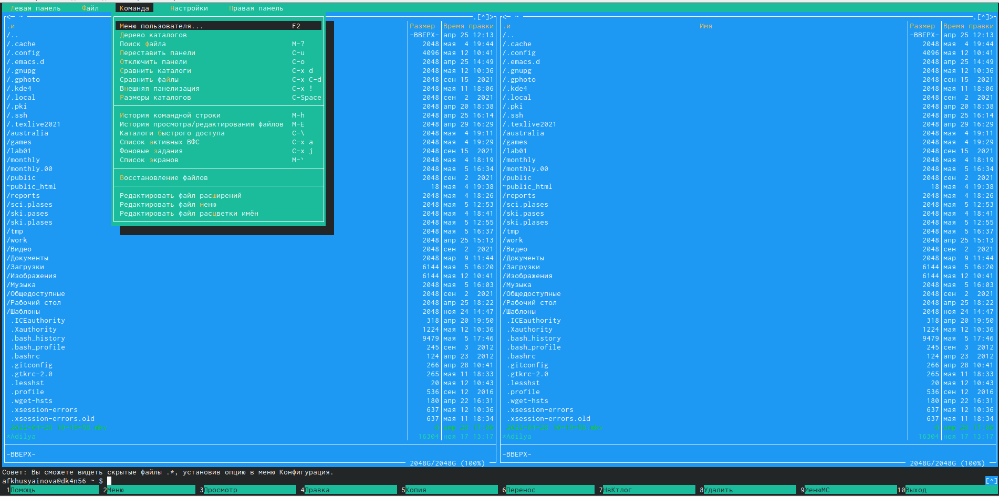 Левая панель Файл Команда Настройки Правая панель
<─ ~ .[^]> <─ ~ .[^]>
.и Меню пользователя... F2 Размер Время правки .и Имя Размер Время правки
/.. Дерево каталогов -ВВЕРХ- апр 25 12:13 /.. -ВВЕРХ- апр 25 12:13
/.cache Поиск файла M-? 2048 мая 4 19:44 /.cache 2048 мая 4 19:44
/.config Переставить панели C-u 4096 мая 12 10:41 /.config 4096 мая 12 10:41
/.emacs.d Отключить панели C-o 2048 апр 25 14:49 /.emacs.d 2048 апр 25 14:49
/.gnupg Сравнить каталоги C-x d 2048 мая 12 10:36 /.gnupg 2048 мая 12 10:36
/.gphoto Сравнить файлы C-x C-d 2048 сен 15 2021 /.gphoto 2048 сен 15 2021
/.kde4 Внешняя панелизация C-x ! 2048 мая 11 18:06 /.kde4 2048 мая 11 18:06
/.local Размеры каталогов C-Space 2048 сен 2 2021 /.local 2048 сен 2 2021
/.pki 2048 апр 20 18:38 /.pki 2048 апр 20 18:38
/.ssh История командной строки M-h 2048 апр 25 16:14 /.ssh 2048 апр 25 16:14
/.texlive2021 История просмотра/редактирования файлов M-E 2048 апр 29 16:29 /.texlive2021 2048 апр 29 16:29
/australia Каталоги быстрого доступа C-\ 2048 мая 4 19:11 /australia 2048 мая 4 19:11
/games Список активных ВФС C-x a 2048 мая 4 19:29 /games 2048 мая 4 19:29
/lab01 Фоновые задания C-x j 2048 сен 15 2021 /lab01 2048 сен 15 2021
/monthly Список экранов M-` 2048 мая 4 18:19 /monthly 2048 мая 4 18:19
/monthly.00 2048 мая 5 16:34 /monthly.00 2048 мая 5 16:34
/public Восстановление файлов 2048 сен 2 2021 /public 2048 сен 2 2021
~public_html 18 мая 4 19:38 ~public_html 18 мая 4 19:38
/reports Редактировать файл расширений 2048 мая 4 18:26 /reports 2048 мая 4 18:26
/sci.plases Редактировать файл меню 2048 мая 5 12:53 /sci.plases 2048 мая 5 12:53
/ski.pases Редактировать файл расцветки имён 2048 мая 4 18:41 /ski.pases 2048 мая 4 18:41
/ski.plases 2048 мая 5 12:55 /ski.plases 2048 мая 5 12:55
/tmp 2048 мая 5 16:37 /tmp 2048 мая 5 16:37
/work 2048 апр 25 15:13 /work 2048 апр 25 15:13
/Видео 2048 сен 2 2021 /Видео 2048 сен 2 2021
/Документы 2048 мар 9 11:44 /Документы 2048 мар 9 11:44
/Загрузки 6144 мая 5 16:20 /Загрузки 6144 мая 5 16:20
/Изображения 6144 мая 12 10:41 /Изображения 6144 мая 12 10:41
/Музыка 2048 мая 5 16:03 /Музыка 2048 мая 5 16:03
/Общедоступные 2048 сен 2 2021 /Общедоступные 2048 сен 2 2021
/Рабочий стол 2048 апр 25 18:22 /Рабочий стол 2048 апр 25 18:22
/Шаблоны 2048 ноя 24 14:47 /Шаблоны 2048 ноя 24 14:47
.ICEauthority 318 апр 20 19:50 .ICEauthority 318 апр 20 19:50
.Xauthority 1224 мая 12 10:36 .Xauthority 1224 мая 12 10:36
.bash_history 9479 мая 5 17:46 .bash_history 9479 мая 5 17:46
.bash_profile 245 сен 3 2012 .bash_profile 245 сен 3 2012
.bashrc 124 апр 23 2012 .bashrc 124 апр 23 2012
.gitconfig 266 апр 28 10:41 .gitconfig 266 апр 28 10:41
.gtkrc-2.0 265 мая 11 18:33 .gtkrc-2.0 265 мая 11 18:33
.lesshst 20 мая 12 10:43 .lesshst 20 мая 12 10:43
.profile 536 сен 12 2016 .profile 536 сен 12 2016
.wget-hsts 180 апр 22 16:31 .wget-hsts 180 апр 22 16:31
.xsession-errors 637 мая 12 10:36 .xsession-errors 637 мая 12 10:36
.xsession-errors.old 637 мая 11 18:34 .xsession-errors.old 637 мая 11 18:34
*Adilya 16304 ноя 17 13:17 *Adilya 16304 ноя 17 13:17
-ВВЕРХ- -ВВЕРХ-
2048G/2048G (100%) 2048G/2048G (100%)
Совет: Вы сможете видеть скрытые файлы .*, установив опцию в меню Конфигурация.
afkhusyainova@dk4n56 ~ $ [^]
1Помощь 2Меню 3Просмотр 4Правка 5Копия 6Перенос 7НвКтлог 8Удалить 9МенюMC 10Выход